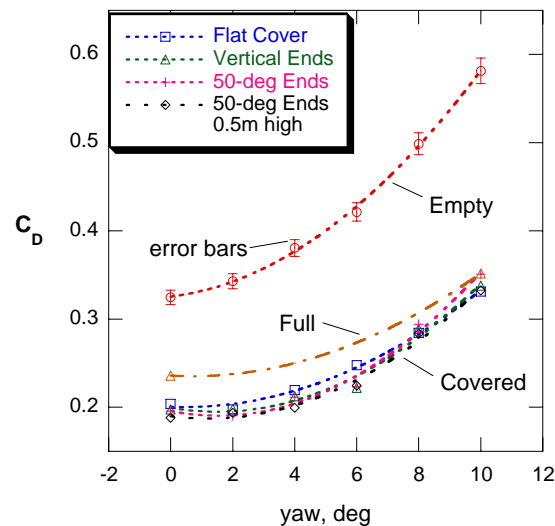 0.6
0.5
0.4
0.3
0.2
C_D
Flat Cover
Vertical Ends
50-deg Ends
50-deg Ends
0.5m high
error bars
Empty
Full
Covered
-2 0 2 4 6 8 10 12
yaw, deg